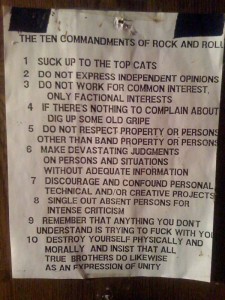 THE TEN COMMANDMENTS OF ROCK AND ROLL
1 SUCK UP TO THE TOP CATS
2 DO NOT EXPRESS INDEPENDENT OPINIONS
3 DO NOT WORK FOR COMMON INTEREST,
ONLY FACTIONAL INTERESTS
4 IF THERE'S NOTHING TO COMPLAIN ABOUT
DIG UP SOME OLD GRIPE
5 DO NOT RESPECT PROPERTY OR PERSONS
OTHER THAN BAND PROPERTY OR PERSONS
6 MAKE DEVASTATING JUDGMENTS
ON PERSONS AND SITUATIONS
WITHOUT ADEQUATE INFORMATION
7 DISCOURAGE AND CONFOUND PERSONAL,
TECHNICAL AND/OR CREATIVE PROJECTS
8 SINGLE OUT ABSENT PERSONS FOR
INTENSE CRITICISM
9 REMEMBER THAT ANYTHING YOU DON'T
UNDERSTAND IS TRYING TO FUCK WITH YOU
10 DESTROY YOURSELF PHYSICALLY AND
MORALLY AND INSIST THAT ALL
TRUE BROTHERS DO LIKEWISE
AS AN EXPRESSION OF UNITY